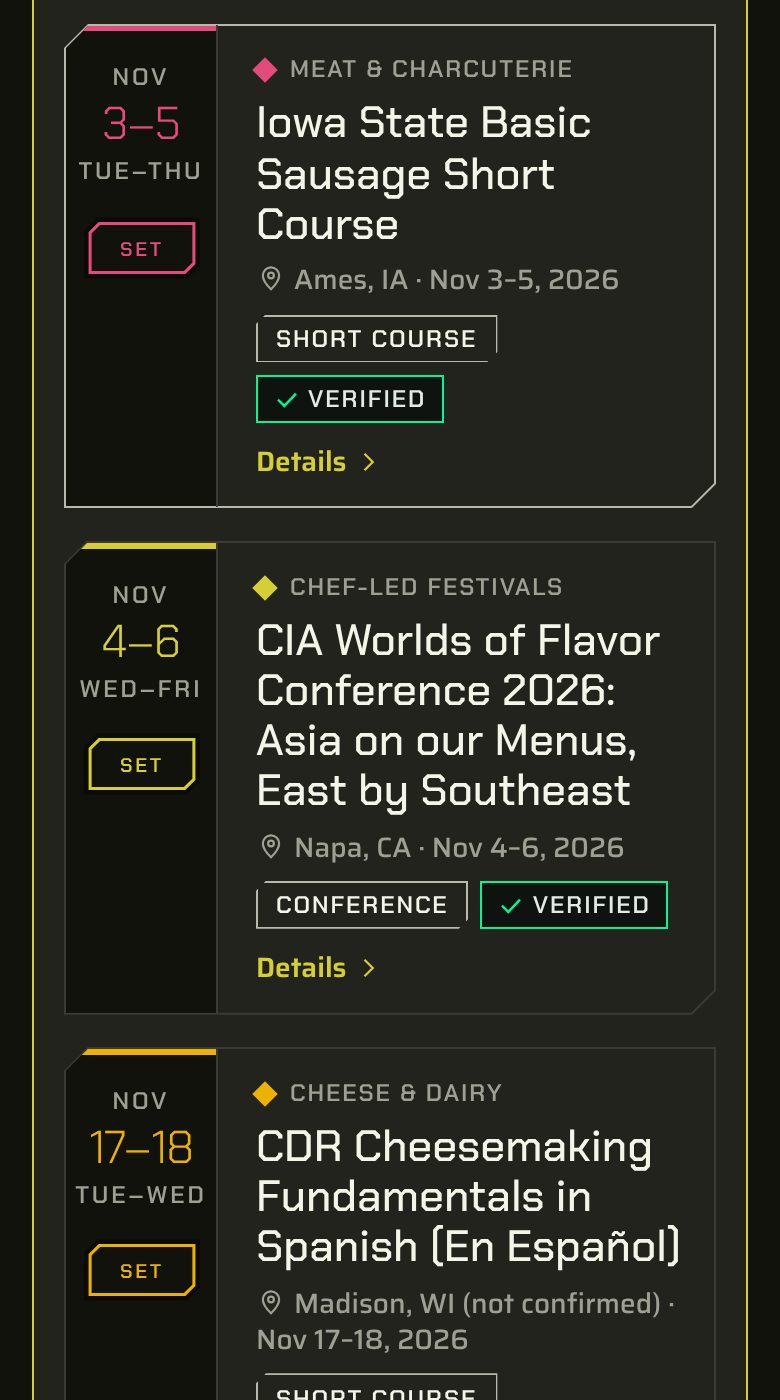 NOV
3–5
TUE–THU
SET
MEAT & CHARCUTERIE
Iowa State Basic
Sausage Short
Course
Ames, IA · Nov 3–5, 2026
SHORT COURSE
VERIFIED
Details
NOV
4–6
WED–FRI
SET
CHEF-LED FESTIVALS
CIA Worlds of Flavor
Conference 2026:
Asia on our Menus,
East by Southeast
Napa, CA · Nov 4–6, 2026
CONFERENCE
VERIFIED
Details
NOV
17–18
TUE–WED
SET
CHEESE & DAIRY
CDR Cheesemaking
Fundamentals in
Spanish (En Español)
Madison, WI (not confirmed) ·
Nov 17–18, 2026
SHORT COURSE